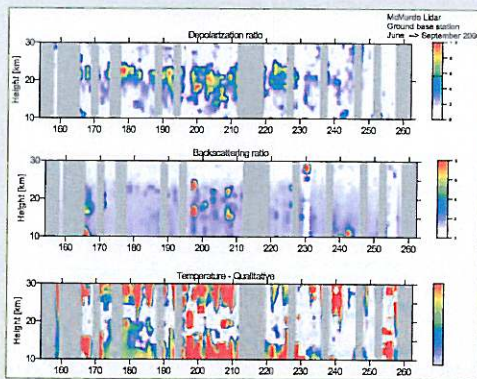 McMurdo Lidar
Ground base station
Depolarization ratio
June --> September 200
Height [km]
30
20
10
160 170 180 190 200 210 220 230 240 250 260
Backscattering ratio
Height [km]
30
20
10
160 170 180 190 200 210 220 230 240 250 260
Temperature - Qualitative
Height [km]
30
20
10
160 170 180 190 200 210 220 230 240 250 260